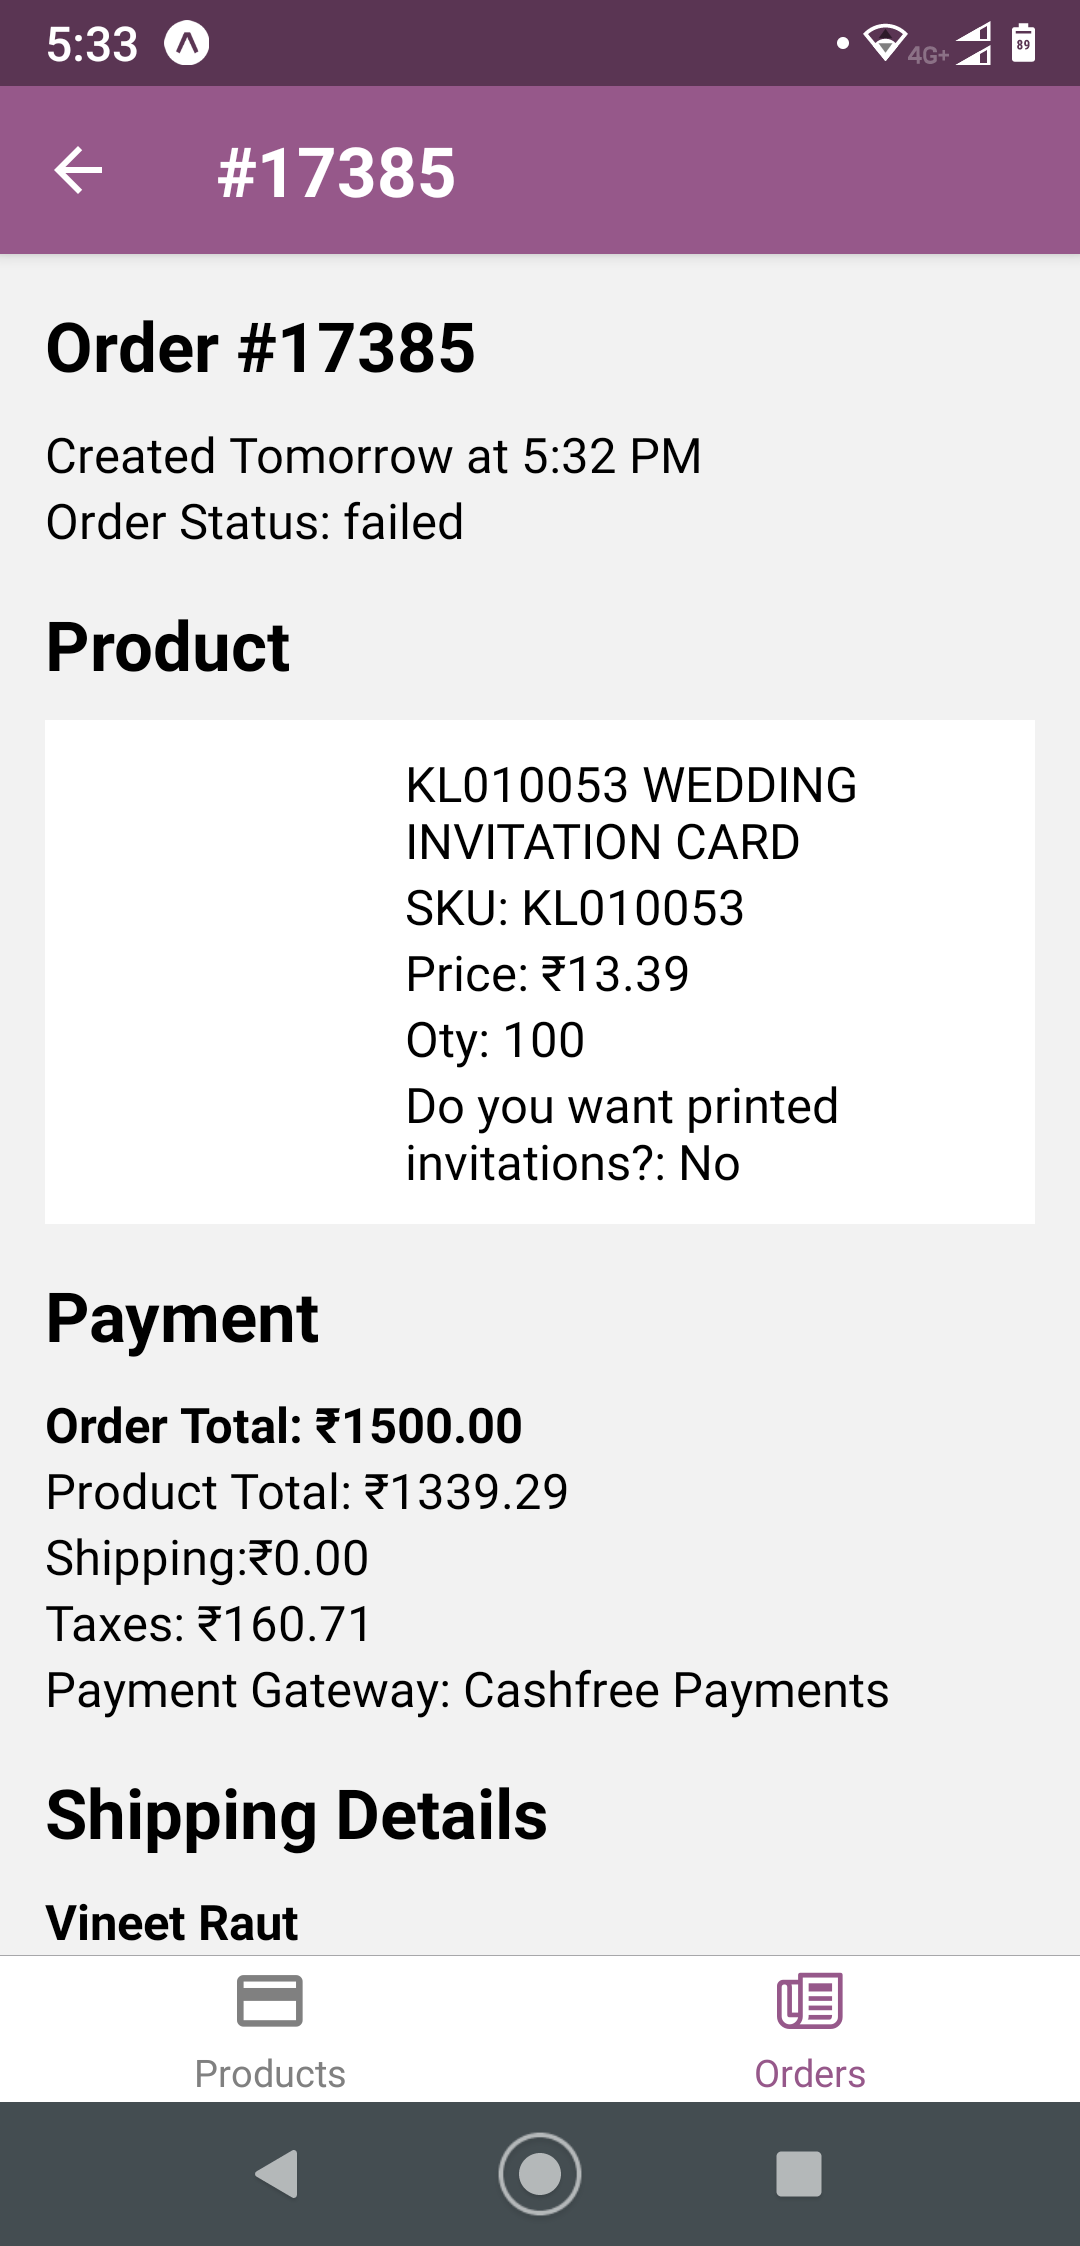 5:33
4G+
89
#17385
Order #17385
Created Tomorrow at 5:32 PM
Order Status: failed
Product
KL010053 WEDDING
INVITATION CARD
SKU: KL010053
Price: ₹13.39
Oty: 100
Do you want printed
invitations?: No
Payment
Order Total: ₹1500.00
Product Total: ₹1339.29
Shipping:₹0.00
Taxes: ₹160.71
Payment Gateway: Cashfree Payments
Shipping Details
Vineet Raut
Products
Orders